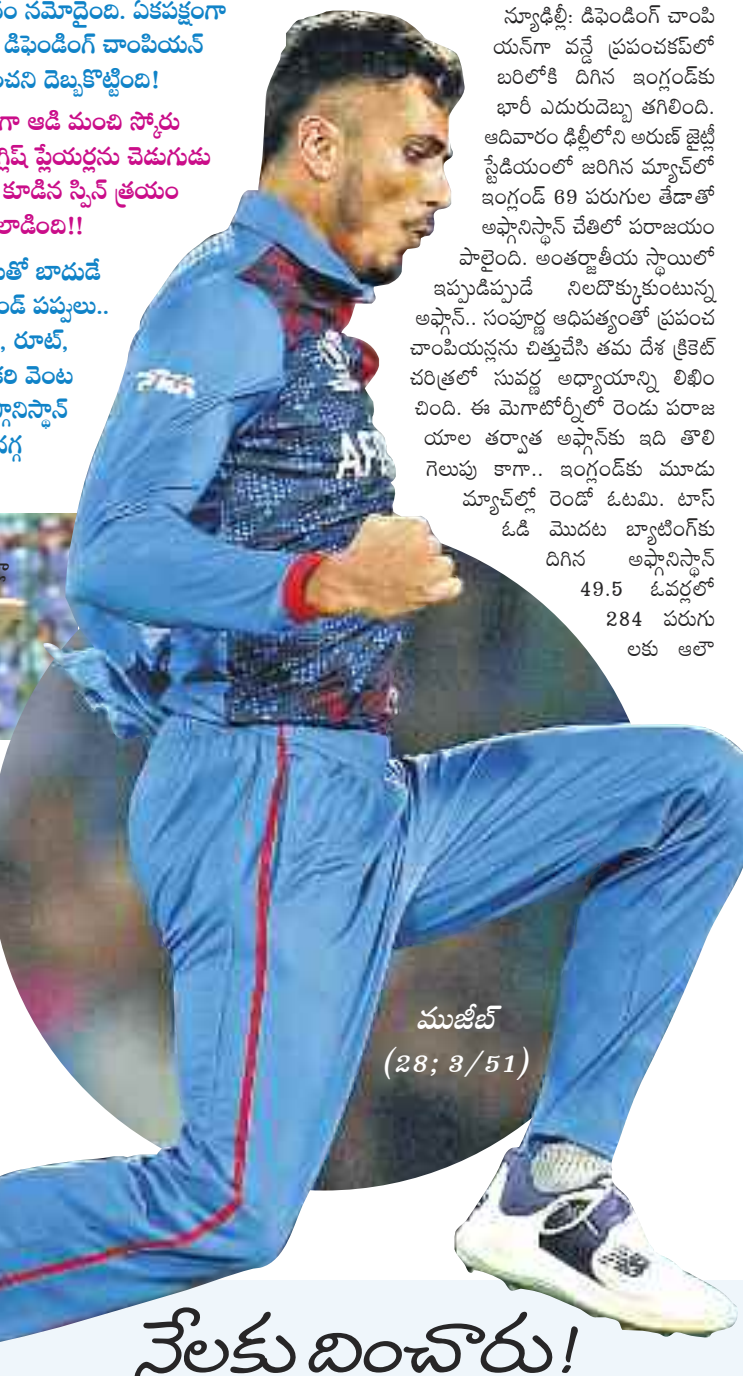 నమోదైంది. ఏకపక్షంగా
డిఫెండింగ్ చాంపియన్
దెబ్బకొట్టింది!
ఆడి మంచి స్కోరు
ప్లేయర్లను చెడుగుడు
కూడిన స్పిన్ త్రయం
బాదుడే
పప్పులు..
రూట్,
వెంట
న్యూఢిల్లీ: డిఫెండింగ్ చాంపి
యన్‌గా వన్డే ప్రపంచకప్‌లో
బరిలోకి దిగిన ఇంగ్లండ్‌కు
భారీ ఎదురుదెబ్బ తగిలింది.
ఆదివారం ఢిల్లీలోని అరుణ్ జైట్లీ
స్టేడియంలో జరిగిన మ్యాచ్‌లో
ఇంగ్లండ్ 69 పరుగుల తేడాతో
అఫ్గానిస్థాన్ చేతిలో పరాజయం
పాలైంది. అంతర్జాతీయ స్థాయిలో
ఇప్పుడిప్పుడే నిలదొక్కుకుంటున్న
అఫ్గాన్.. సంపూర్ణ ఆధిపత్యంతో ప్రపంచ
చాంపియన్లను చిత్తుచేసి తమ దేశ క్రికెట్
చరిత్రలో సువర్ణ అధ్యాయాన్ని లిఖిం
చింది. ఈ మెగాటోర్నీలో రెండు పరాజ
యాల తర్వాత అఫ్గాన్‌కు ఇది తొలి
గెలుపు కాగా.. ఇంగ్లండ్‌కు మూడు
మ్యాచ్‌ల్లో రెండో ఓటమి. టాస్
ఓడి మొదట బ్యాటింగ్‌కు
దిగిన అఫ్గానిస్థాన్
49.5 ఓవర్లలో
284 పరుగు
లకు ఆలౌ
ముజీబ్
(28; 3/51)
నేలకు దించారు!